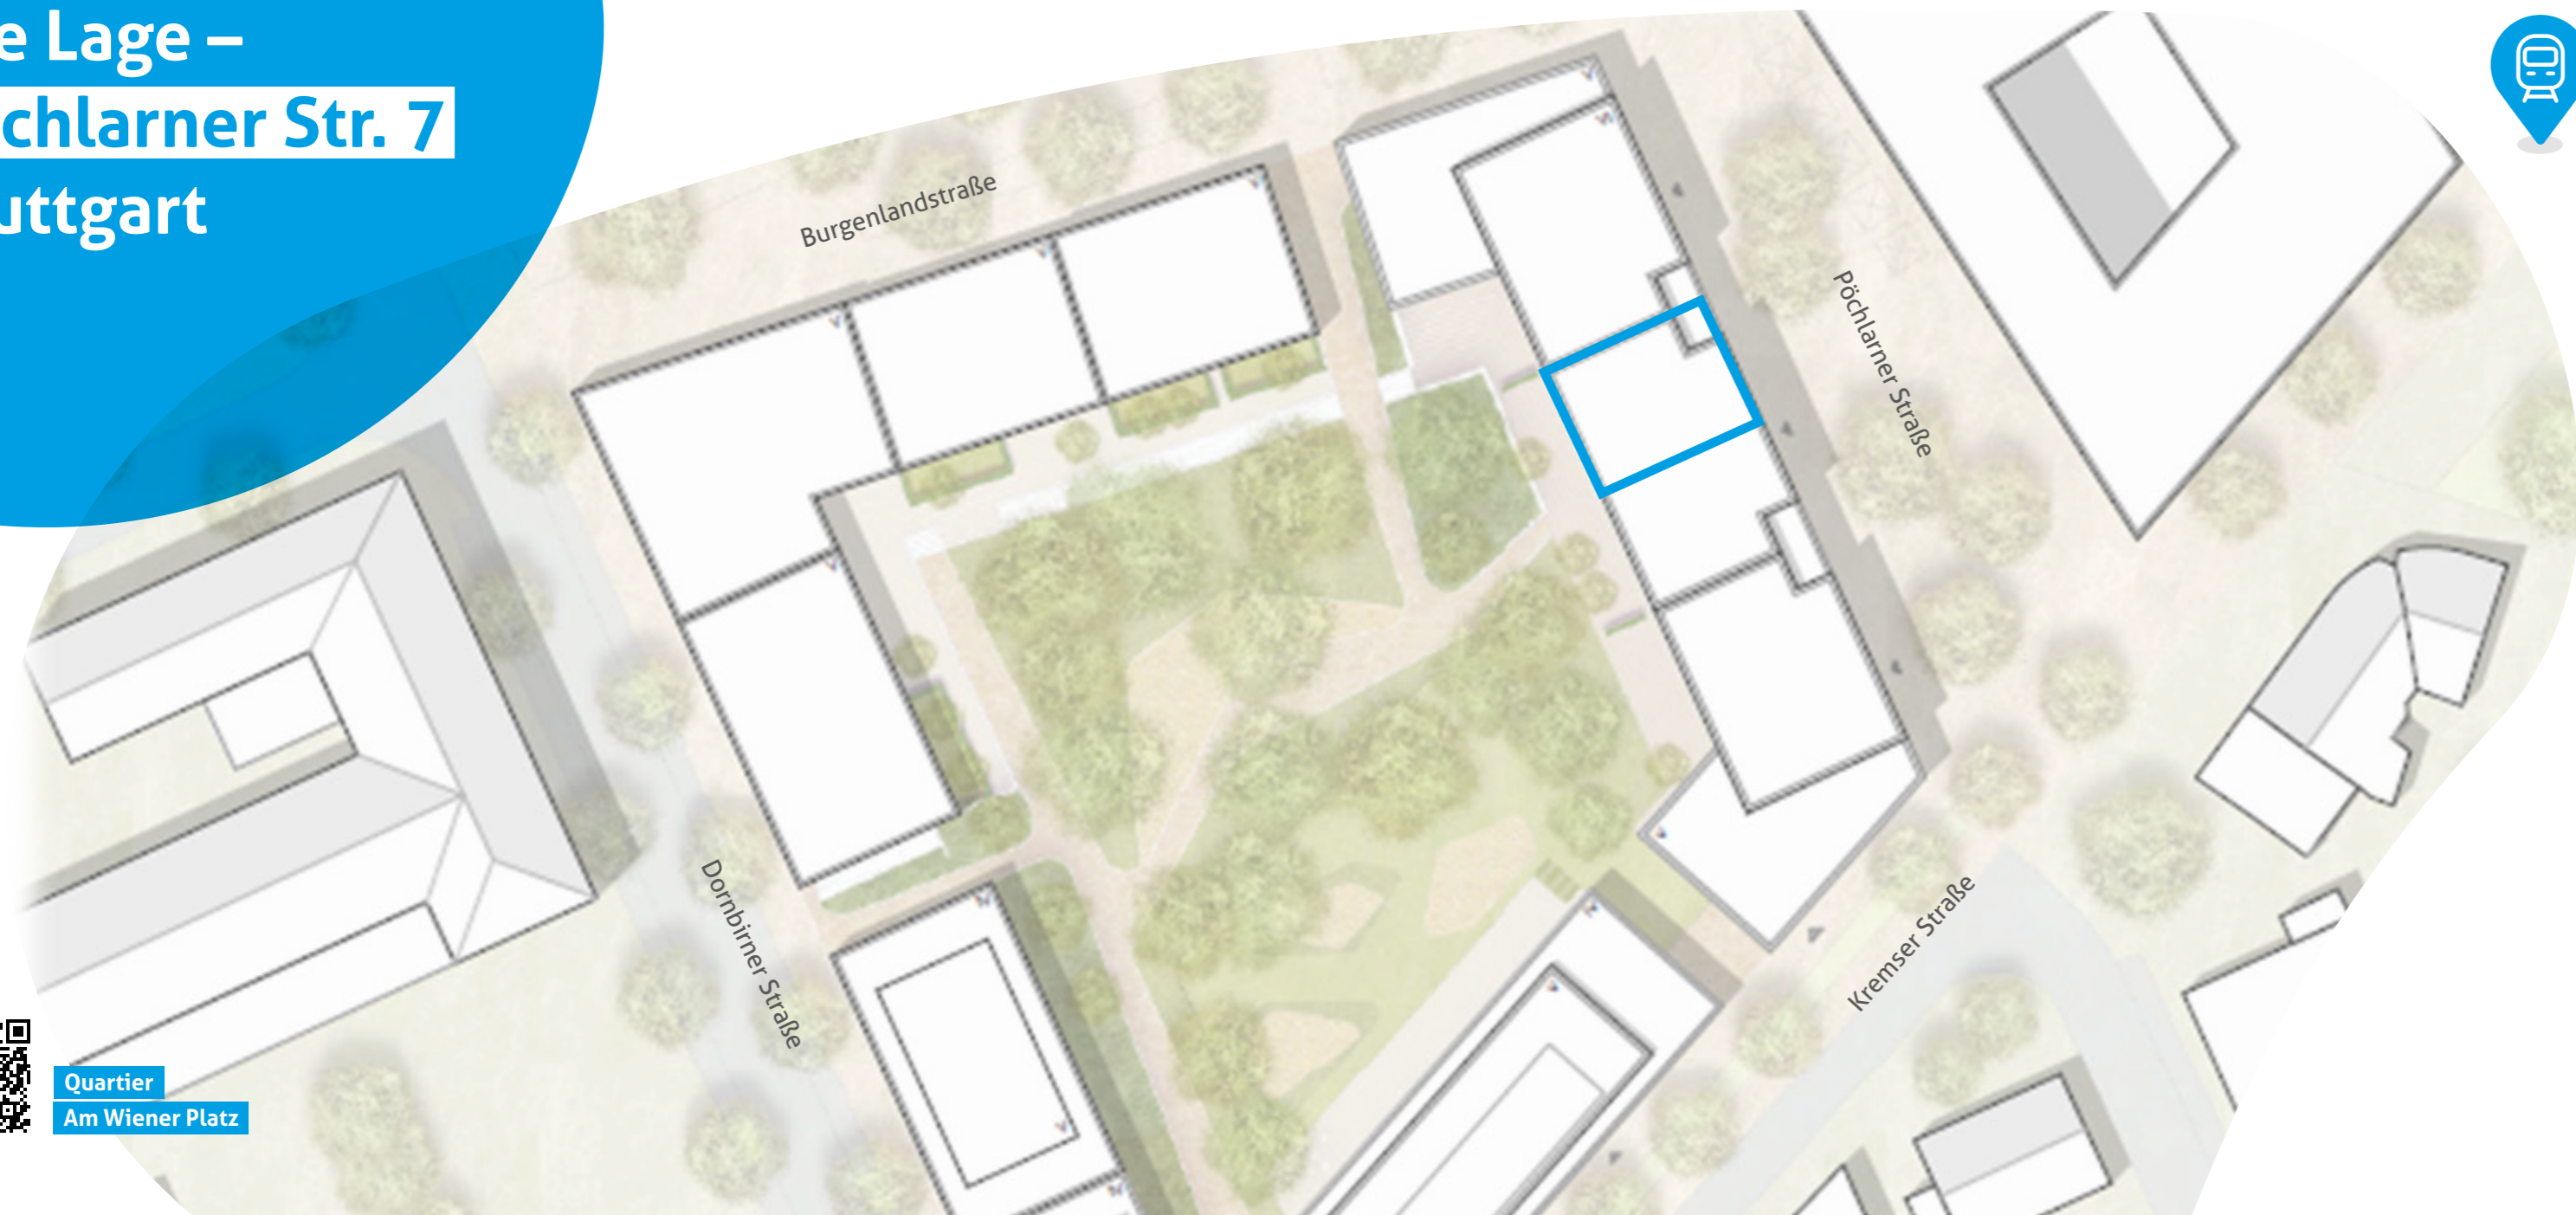 e Lage –
chlarner Str. 7
uttgart
Burgenlandstraße
Pöchlarner Straße
Dornbirner Straße
Kremser Straße
Quartier
Am Wiener Platz